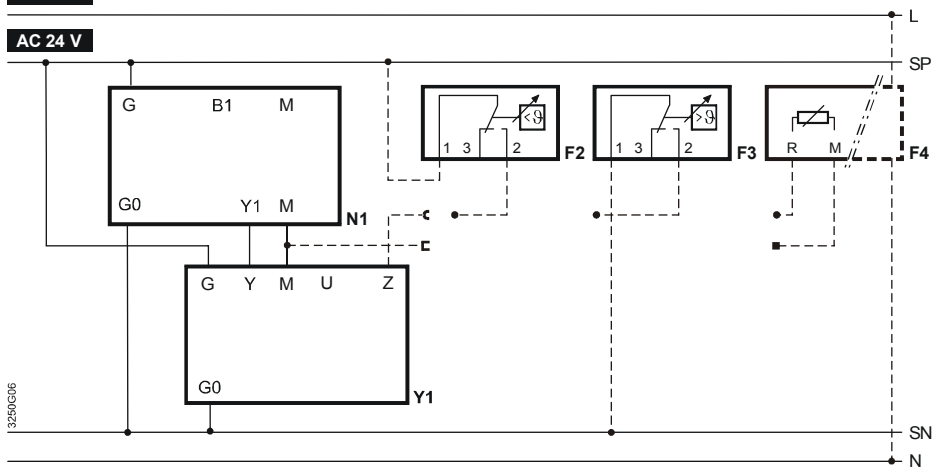 L
AC 24 V
SP
G B1 M
<ϑ
>ϑ
1 3 2 F2
1 3 2 F3
R M F4
G0 Y1 M N1
G Y M U Z
G0 Y1
3250G06
SN
N